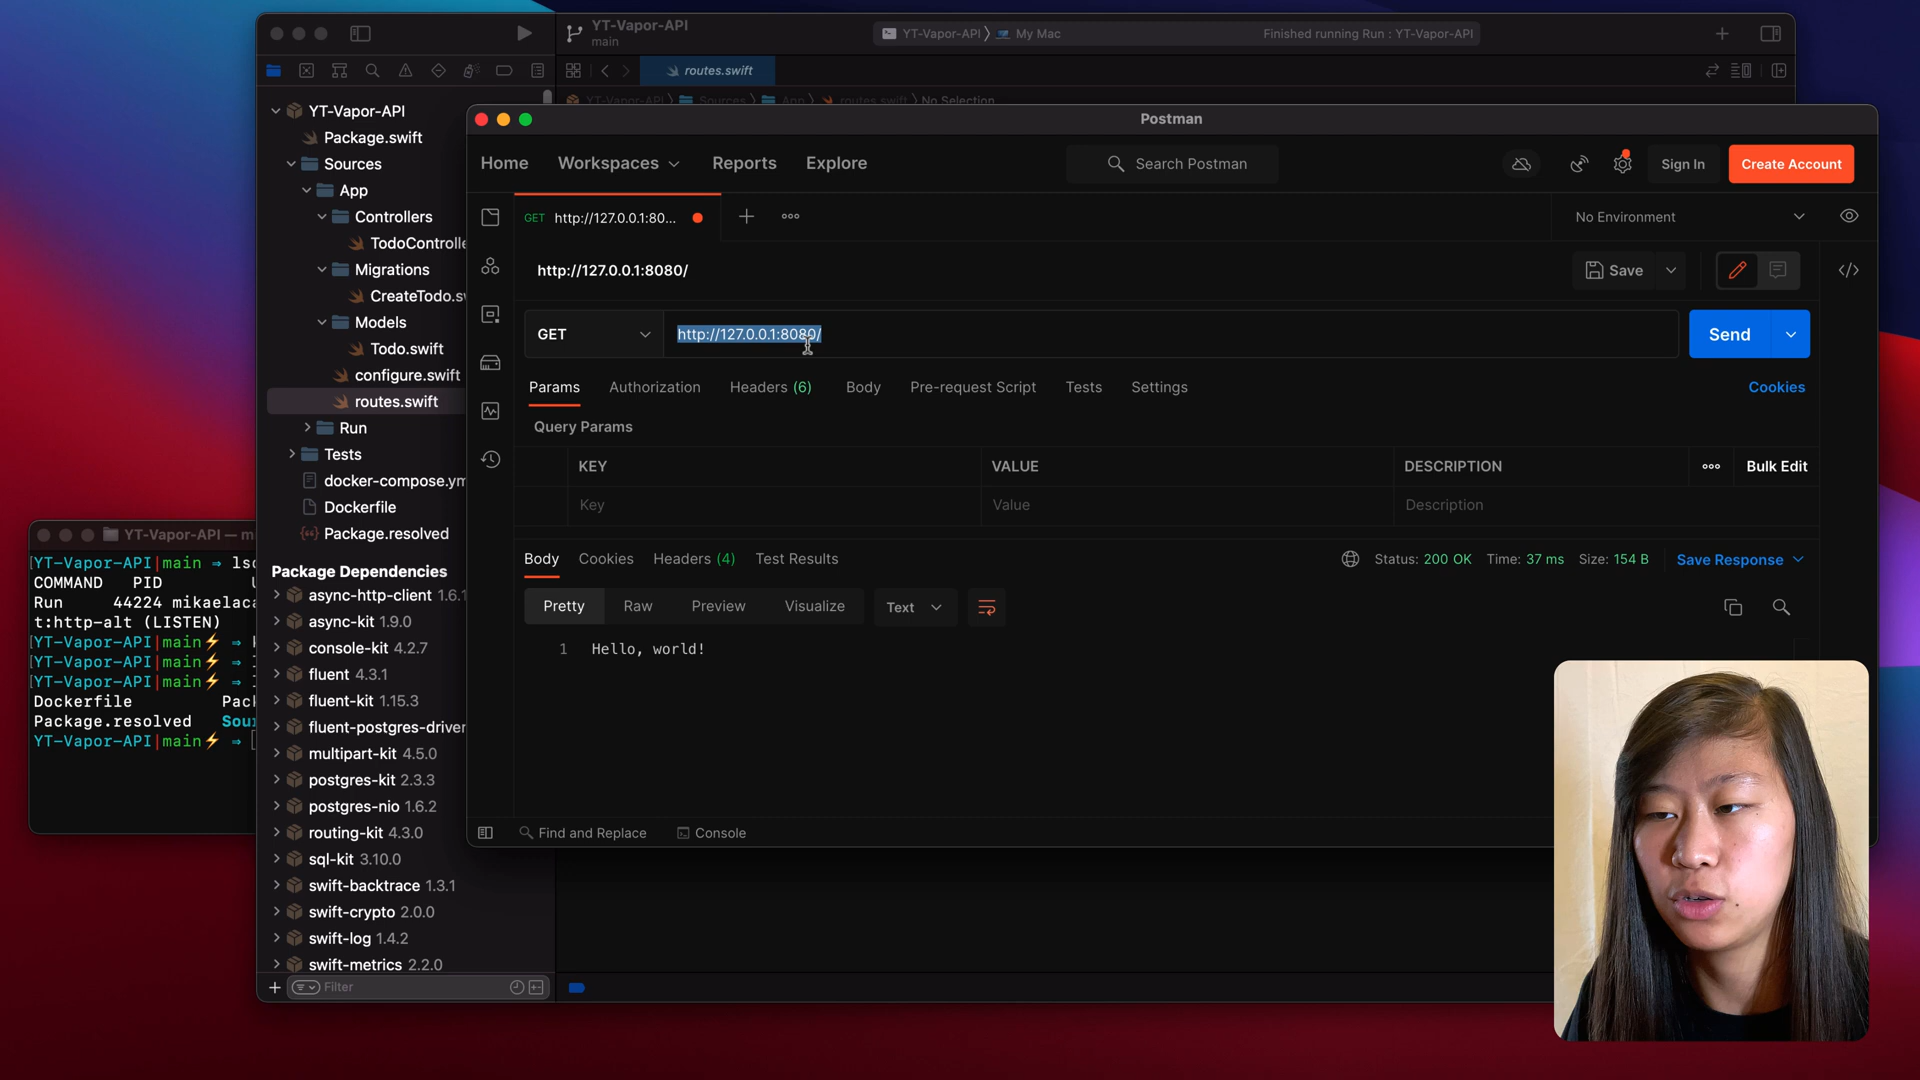 YT-Vapor-API
main
YT-Vapor-API
My Mac
Finished running Run : YT-Vapor-API
routes.swift
YT-Vapor-API
Sources
App
routes.swift
No Selection
YT-Vapor-API
Package.swift
Sources
App
Controllers
TodoControlle
Migrations
CreateTodo.sw
Models
Todo.swift
configure.swift
routes.swift
Run
Tests
docker-compose.ym
Dockerfile
Package.resolved
Package Dependencies
async-http-client 1.6.1
async-kit 1.9.0
console-kit 4.2.7
fluent 4.3.1
fluent-kit 1.15.3
fluent-postgres-driver
multipart-kit 4.5.0
postgres-kit 2.3.3
postgres-nio 1.6.2
routing-kit 4.3.0
sql-kit 3.10.0
swift-backtrace 1.3.1
swift-crypto 2.0.0
swift-log 1.4.2
swift-metrics 2.2.0
Filter
YT-Vapor-API — m
YT-Vapor-API|main ⇒ lso
COMMAND PID U
Run 44224 mikaelaca
t:http-alt (LISTEN)
YT-Vapor-API|main⚡ ⇒ k
YT-Vapor-API|main⚡ ⇒ l
YT-Vapor-API|main⚡ ⇒ l
Dockerfile Pac
Package.resolved Sou
YT-Vapor-API|main⚡ ⇒
Postman
Home
Workspaces
Reports
Explore
Search Postman
Sign In
Create Account
GET http://127.0.0.1:80...
No Environment
http://127.0.0.1:8080/
Save
GET
http://127.0.0.1:8080/
Send
Params
Authorization
Headers (6)
Body
Pre-request Script
Tests
Settings
Cookies
Query Params
KEY
VALUE
DESCRIPTION
Bulk Edit
Key
Value
Description
Body
Cookies
Headers (4)
Test Results
Status: 200 OK
Time: 37 ms
Size: 154 B
Save Response
Pretty
Raw
Preview
Visualize
Text
1 Hello, world!
Find and Replace
Console